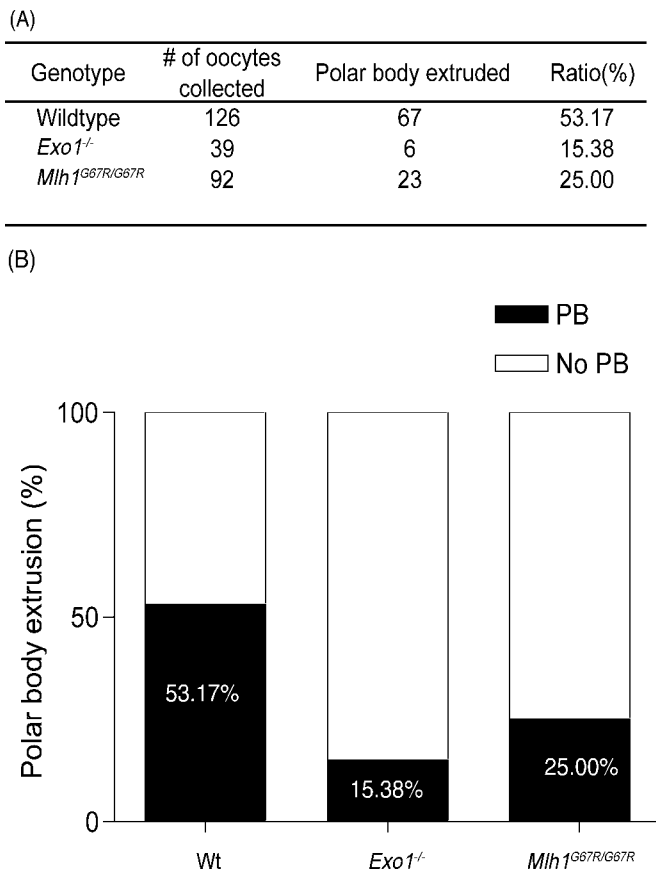 (A)
Genotype # of oocytes collected Polar body extruded Ratio(%)
Wildtype 126 67 53.17
Exo1-/- 39 6 15.38
Mlh1G67R/G67R 92 23 25.00
(B)
PB
No PB
Polar body extrusion (%)
100
50
0
53.17%
15.38%
25.00%
Wt Exo1-/- Mlh1G67R/G67R